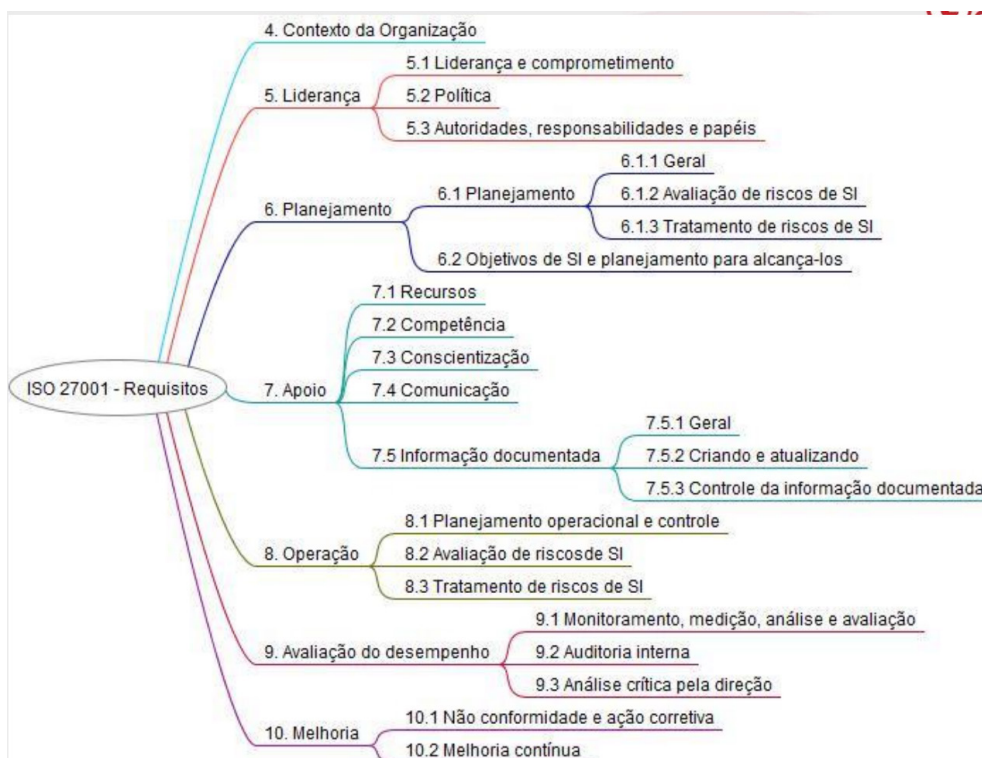 4. Contexto da Organização
5. Liderança
5.1 Liderança e comprometimento
5.2 Política
5.3 Autoridades, responsabilidades e papéis
6. Planejamento
6.1 Planejamento
6.1.1 Geral
6.1.2 Avaliação de riscos de SI
6.1.3 Tratamento de riscos de SI
6.2 Objetivos de SI e planejamento para alcança-los
ISO 27001 - Requisitos
7. Apoio
7.1 Recursos
7.2 Competência
7.3 Conscientização
7.4 Comunicação
7.5 Informação documentada
7.5.1 Geral
7.5.2 Criando e atualizando
7.5.3 Controle da informação documentada
8. Operação
8.1 Planejamento operacional e controle
8.2 Avaliação de riscosde SI
8.3 Tratamento de riscos de SI
9. Avaliação do desempenho
9.1 Monitoramento, medição, análise e avaliação
9.2 Auditoria interna
9.3 Análise crítica pela direção
10. Melhoria
10.1 Não conformidade e ação corretiva
10.2 Melhoria contínua